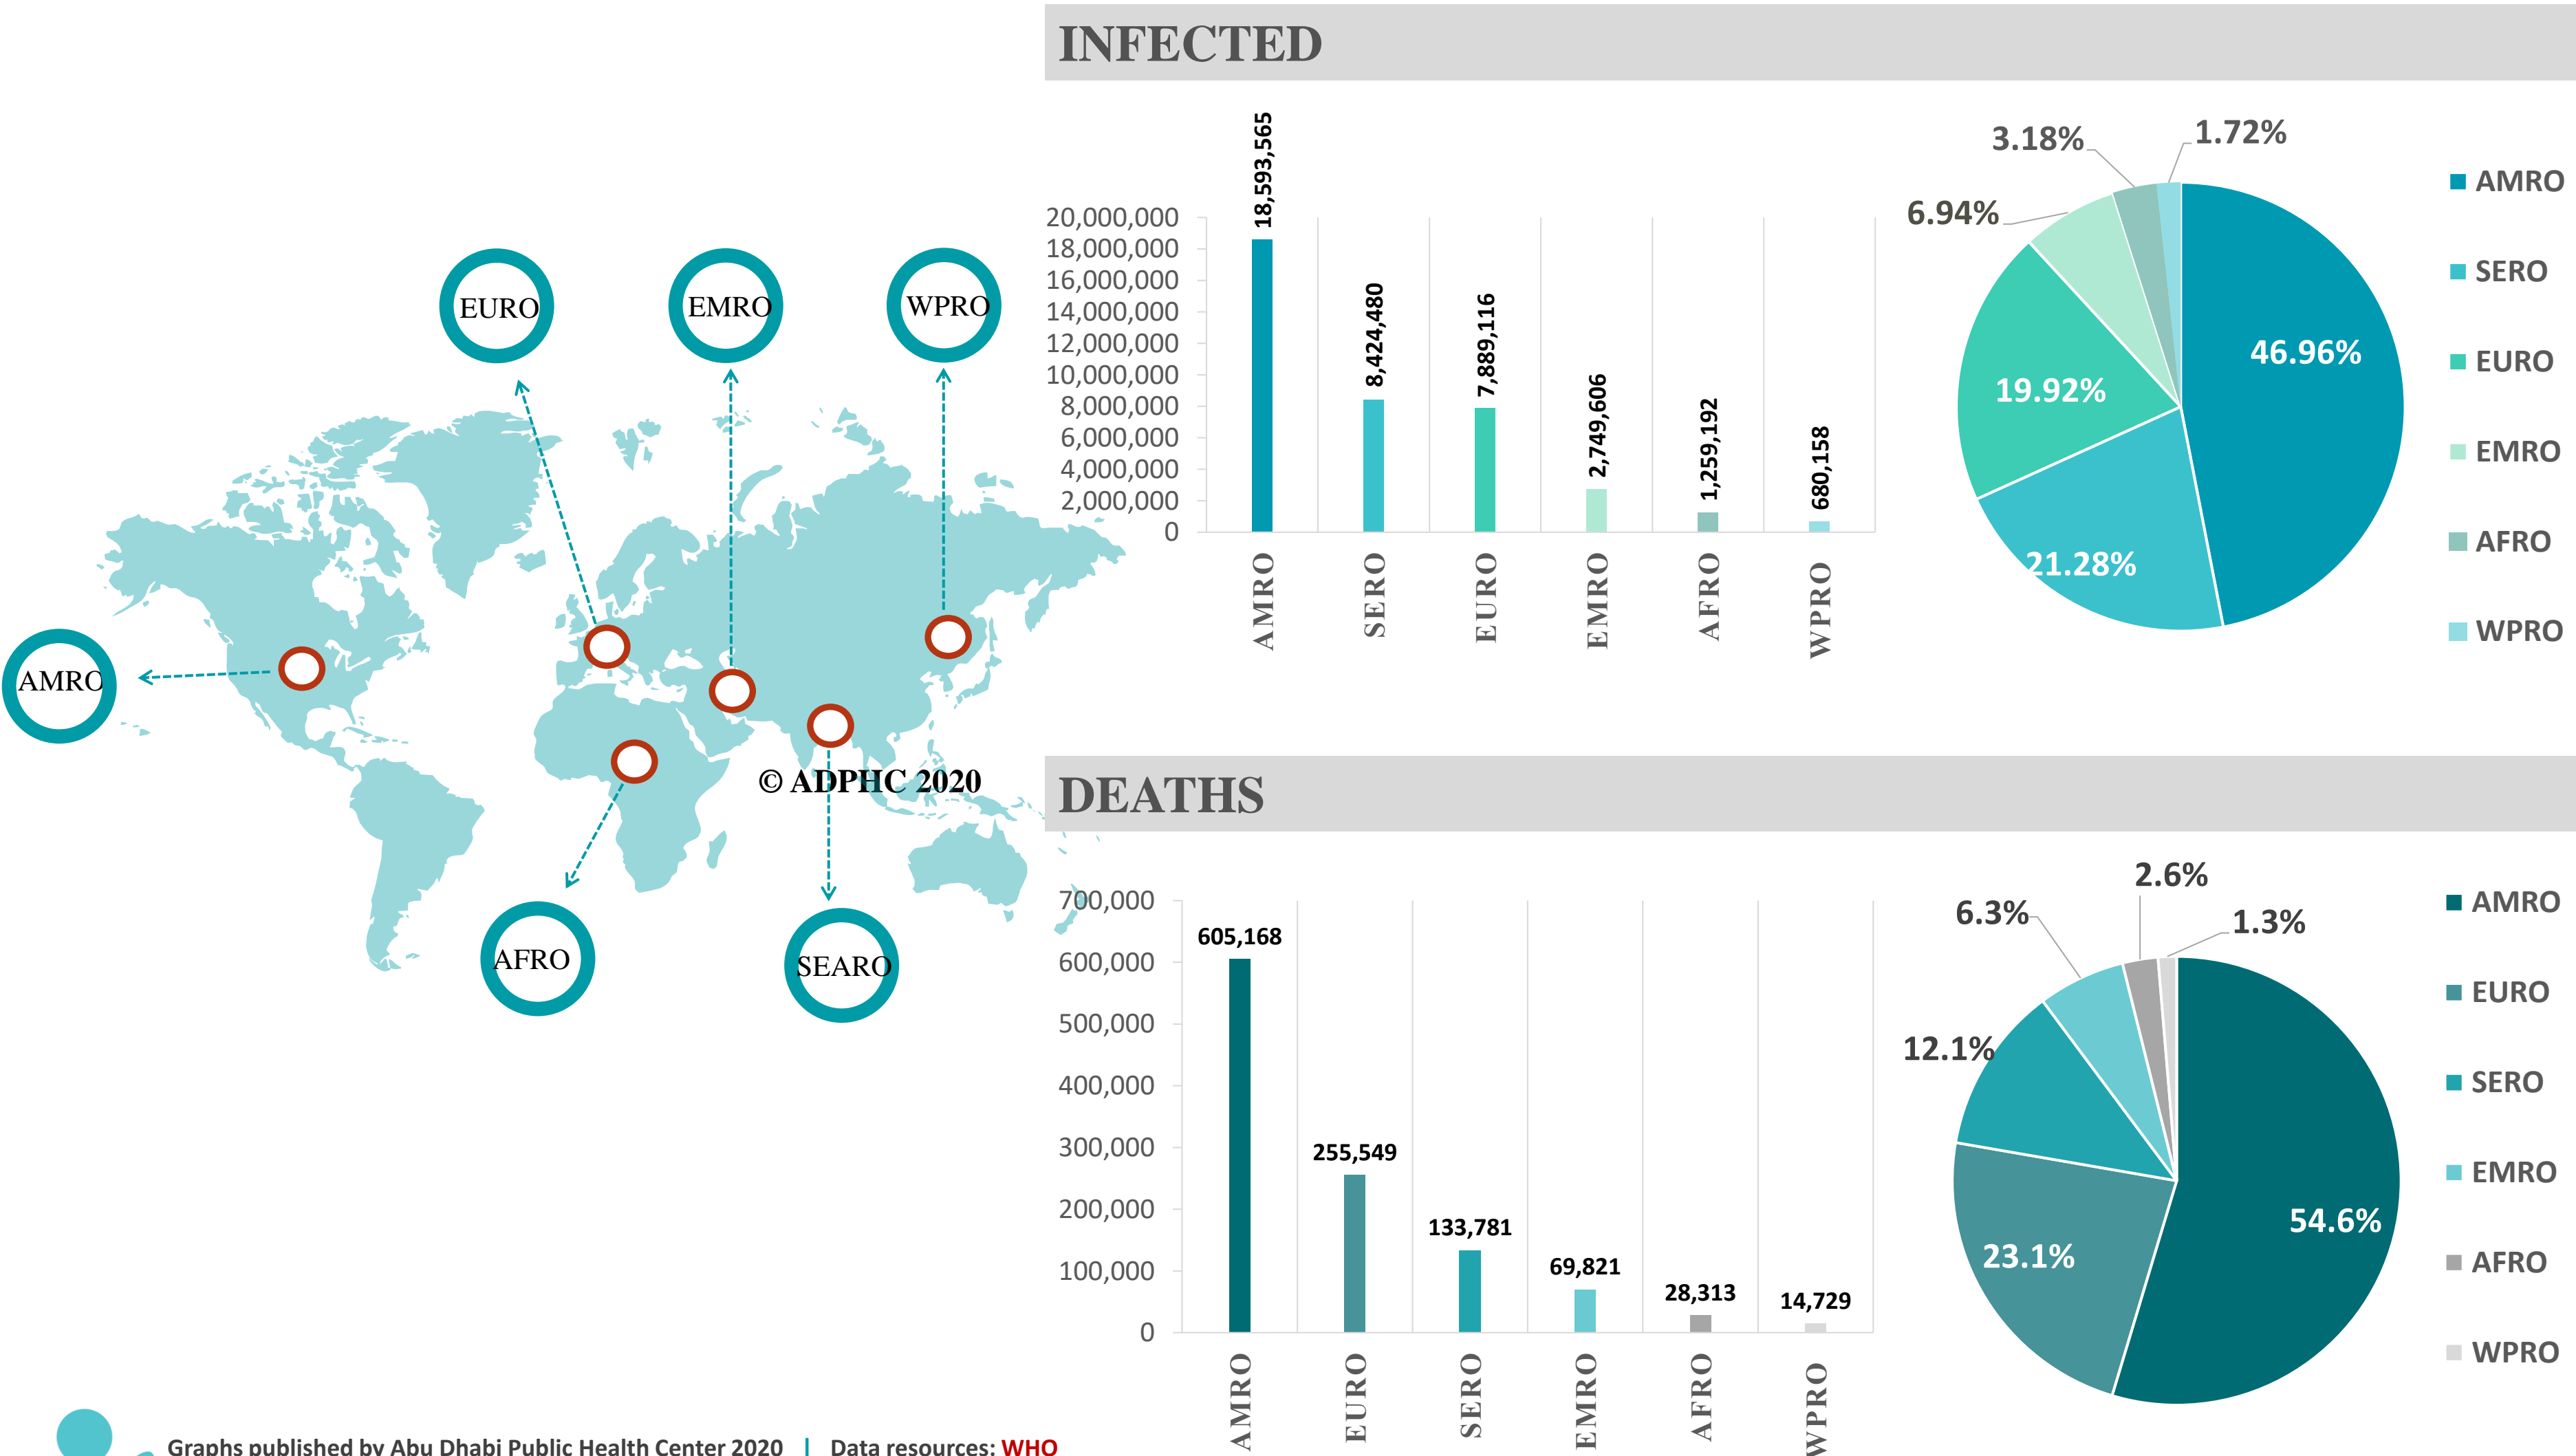 INFECTED
20,000,000
18,000,000
16,000,000
14,000,000
12,000,000
10,000,000
8,000,000
6,000,000
4,000,000
2,000,000
0
18,593,565
8,424,480
7,889,116
2,749,606
1,259,192
680,158
AMRO
SERO
EURO
EMRO
AFRO
WPRO
3.18%
1.72%
6.94%
46.96%
19.92%
21.28%
AMRO
SERO
EURO
EMRO
AFRO
WPRO
EURO
EMRO
WPRO
AMRO
AFRO
SEARO
© ADPHC 2020
DEATHS
700,000
600,000
500,000
400,000
300,000
200,000
100,000
0
605,168
255,549
133,781
69,821
28,313
14,729
AMRO
EURO
SERO
EMRO
AFRO
WPRO
2.6%
6.3%
1.3%
12.1%
54.6%
23.1%
AMRO
EURO
SERO
EMRO
AFRO
WPRO
Graphs published by Abu Dhabi Public Health Center 2020 | Data resources: WHO